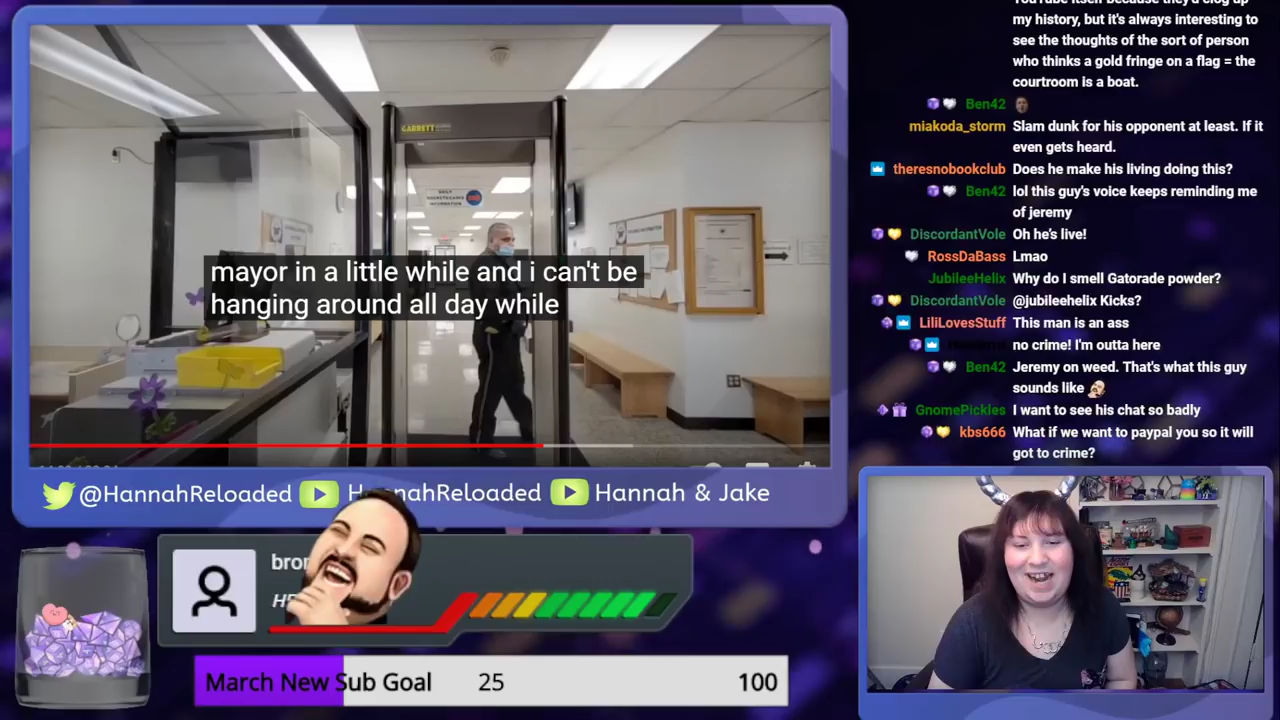 GARRETT
mayor in a little while and i can't be
hanging around all day while
@HannahReloaded
HannahReloaded
Hannah & Jake
bron
HE
March New Sub Goal
25
100
my history, but it's always interesting to
see the thoughts of the sort of person
who thinks a gold fringe on a flag = the
courtroom is a boat.
Ben42
miakoda_storm Slam dunk for his opponent at least. If it
even gets heard.
theresnobookclub Does he make his living doing this?
Ben42 lol this guy's voice keeps reminding me
of jeremy
DiscordantVole Oh he's live!
RossDaBass Lmao
JubileeHelix Why do I smell Gatorade powder?
DiscordantVole @jubileehelix Kicks?
LiliLovesStuff This man is an ass
no crime! I'm outta here
Ben42 Jeremy on weed. That's what this guy
sounds like
GnomePickles I want to see his chat so badly
kbs666 What if we want to paypal you so it will
got to crime?